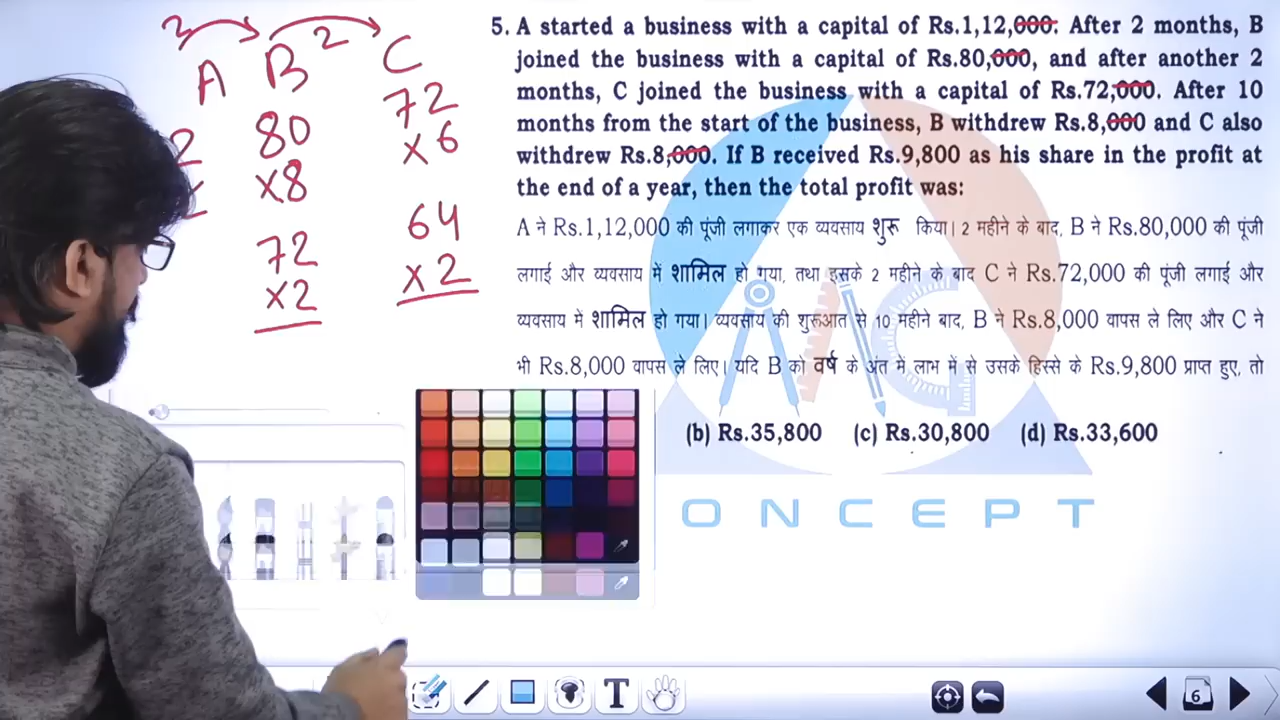 2 2
A B C
2 80 72
x8 x6
72 64
x2 x2
5. A started a business with a capital of Rs.1,12,000. After 2 months, B
joined the business with a capital of Rs.80,000, and after another 2
months, C joined the business with a capital of Rs.72,000. After 10
months from the start of the business, B withdrew Rs.8,000 and C also
withdrew Rs.8,000. If B received Rs.9,800 as his share in the profit at
the end of a year, then the total profit was:
A ने Rs.1,12,000 की पूंजी लगाकर एक व्यवसाय शुरू किया। 2 महीने के बाद, B ने Rs.80,000 की पूंजी
लगाई और व्यवसाय में शामिल हो गया, तथा इसके 2 महीने के बाद C ने Rs.72,000 की पूंजी लगाई और
व्यवसाय में शामिल हो गया। व्यवसाय की शुरूआत से 10 महीने बाद, B ने Rs.8,000 वापस ले लिए और C ने
भी Rs.8,000 वापस ले लिए। यदि B को वर्ष के अंत में लाभ में से उसके हिस्से के Rs.9,800 प्राप्त हुए, तो
(b) Rs.35,800 (c) Rs.30,800 (d) Rs.33,600
ONCEPT
T
6